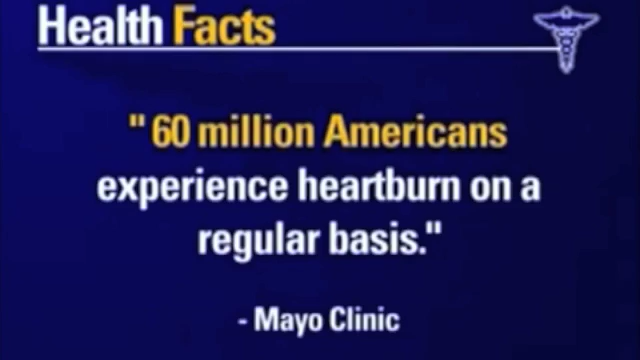 Health Facts
"60 million Americans
experience heartburn on a
regular basis."
- Mayo Clinic